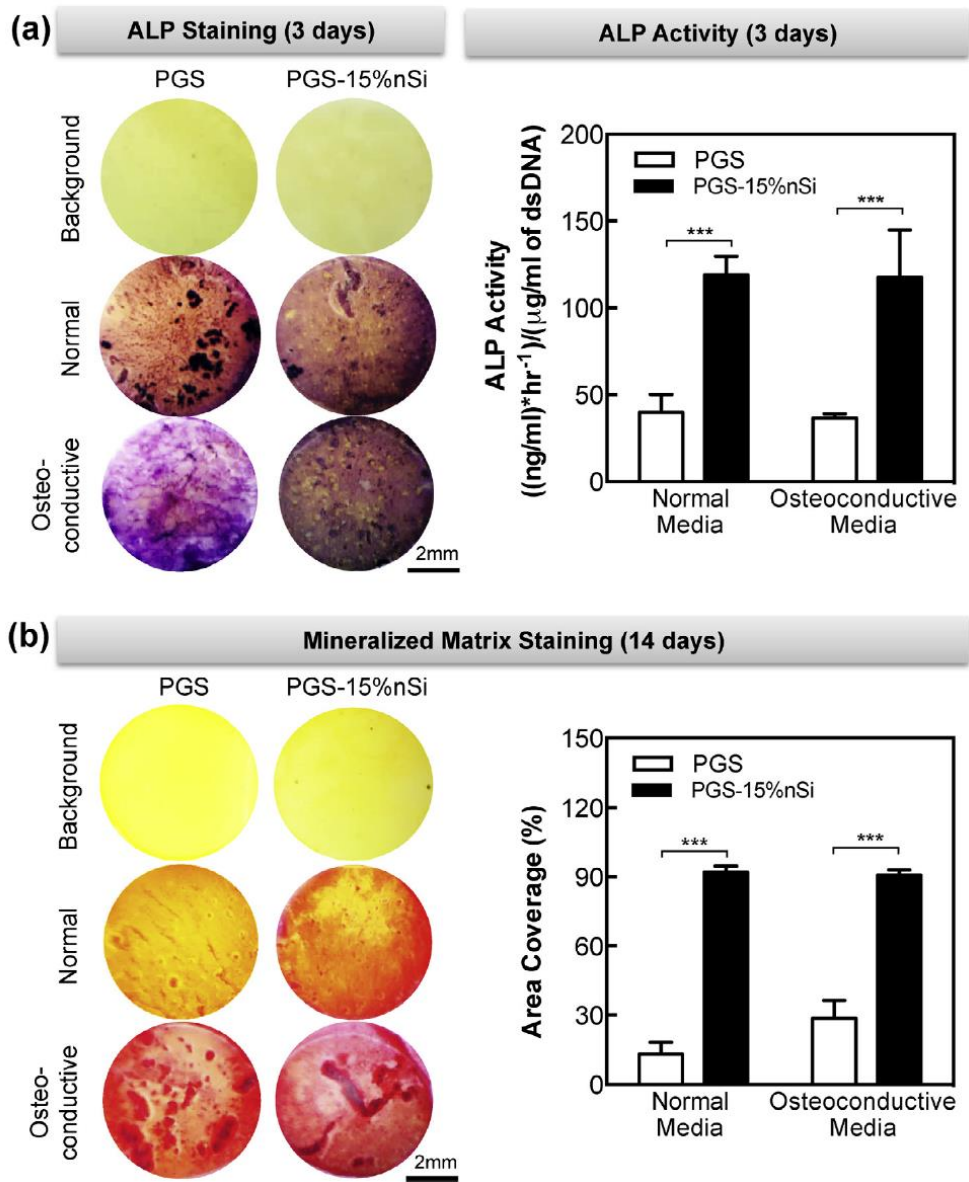 (a)
ALP Staining (3 days)
ALP Activity (3 days)
PGS
PGS-15%nSi
Background
Normal
Osteo-
conductive
2mm
ALP Activity
((ng/ml)*hr⁻¹)/(μg/ml of dsDNA)
200
150
100
50
0
PGS
PGS-15%nSi
***
***
Normal
Media
Osteoconductive
Media
(b)
Mineralized Matrix Staining (14 days)
PGS
PGS-15%nSi
Background
Normal
Osteo-
conductive
2mm
Area Coverage (%)
150
120
90
60
30
0
PGS
PGS-15%nSi
***
***
Normal
Media
Osteoconductive
Media